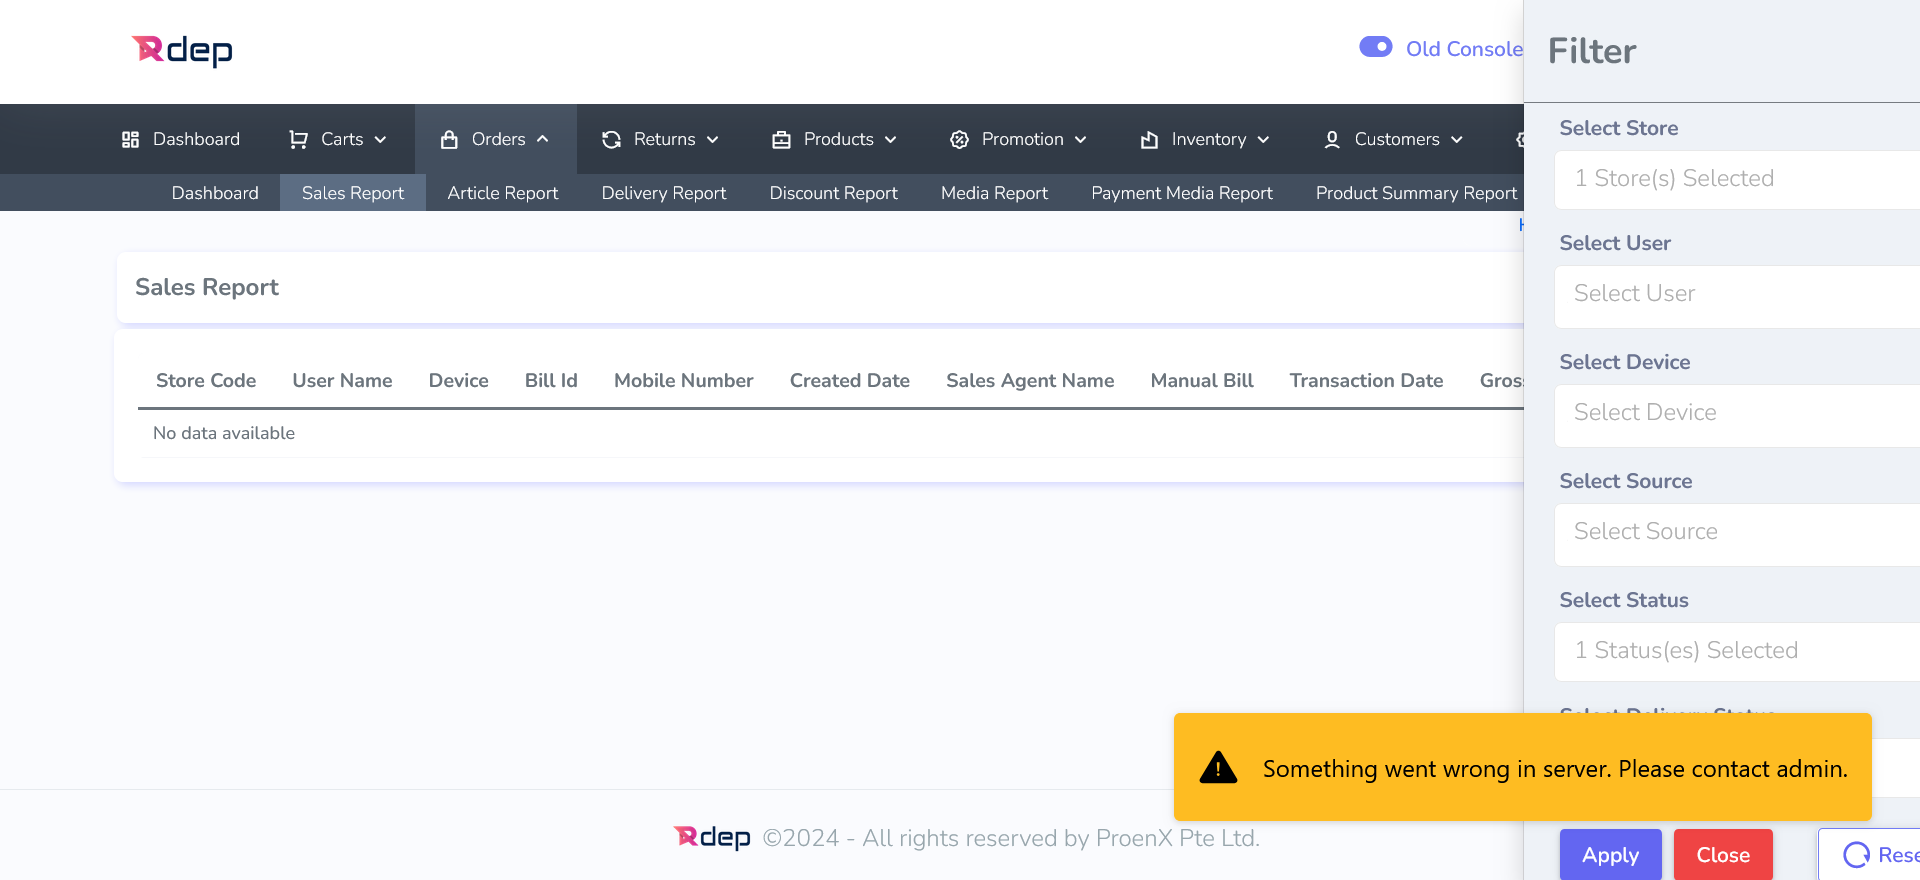 Rdep
Old Console
Dashboard Carts Orders Returns Products Promotion Inventory Customers
Dashboard Sales Report Article Report Delivery Report Discount Report Media Report Payment Media Report Product Summary Report
Sales Report
Store Code User Name Device Bill Id Mobile Number Created Date Sales Agent Name Manual Bill Transaction Date Gross
No data available
Filter
Select Store
1 Store(s) Selected
Select User
Select User
Select Device
Select Device
Select Source
Select Source
Select Status
1 Status(es) Selected
Select Delivery Status
Something went wrong in server. Please contact admin.
Apply Close Rese
Rdep ©2024 - All rights reserved by ProenX Pte Ltd.